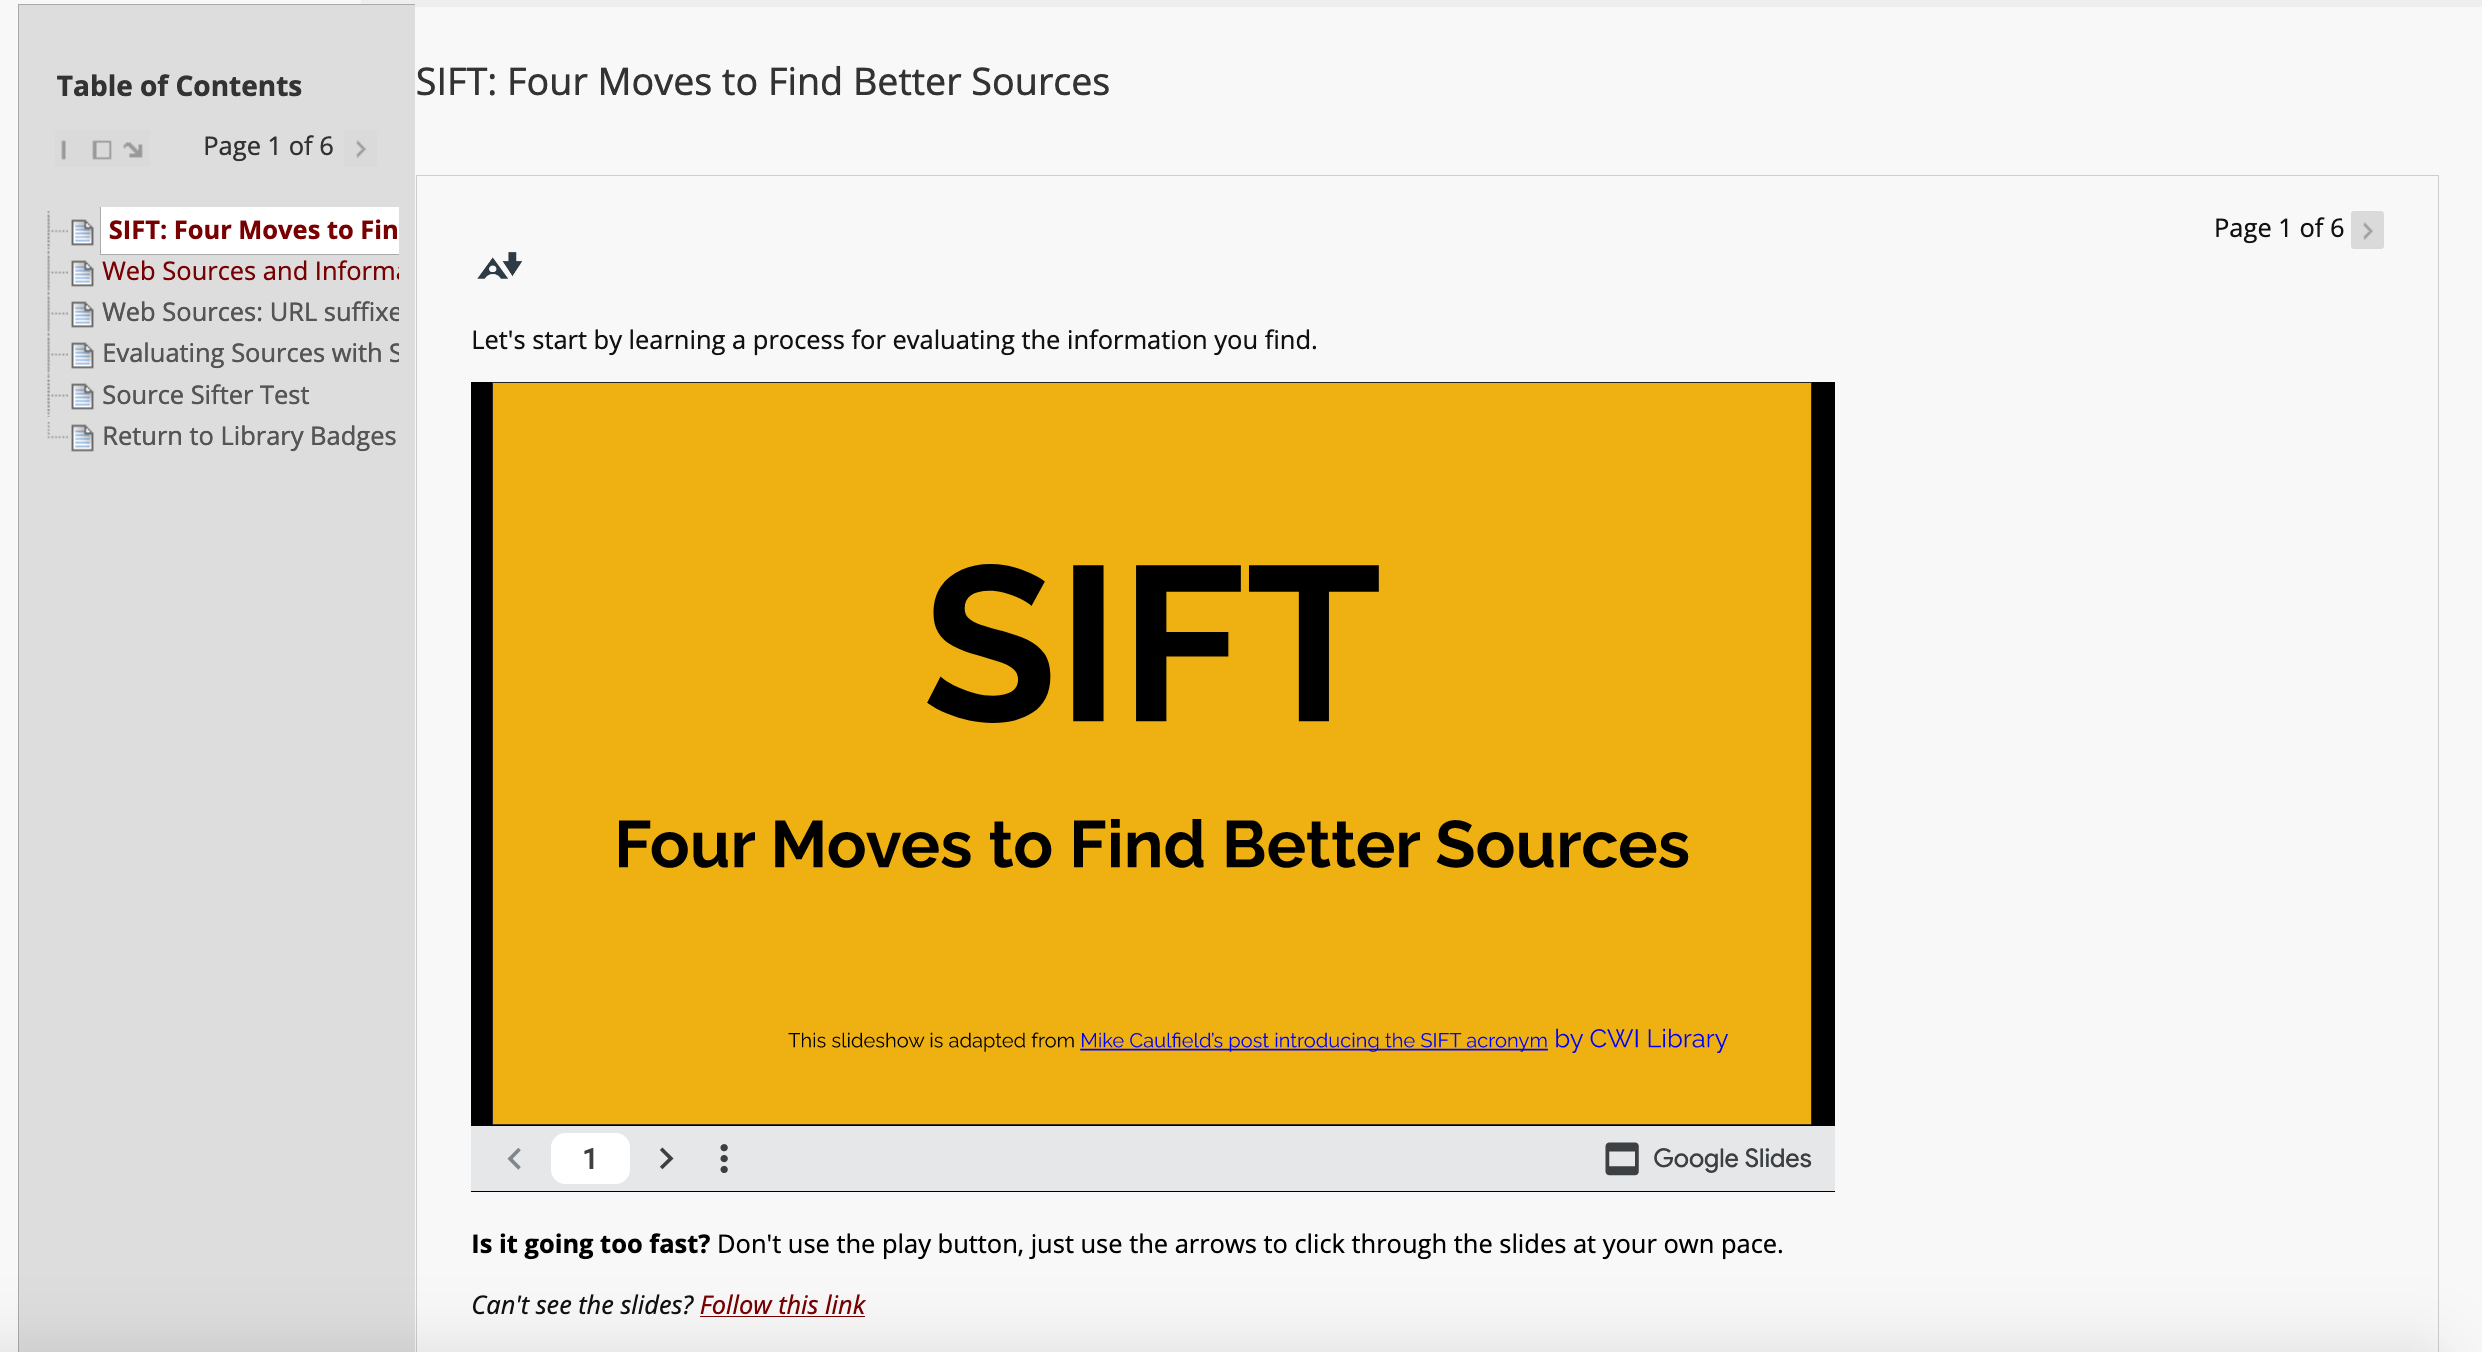 Table of Contents
Page 1 of 6
SIFT: Four Moves to Fin
Web Sources and Informa
Web Sources: URL suffixe
Evaluating Sources with S
Source Sifter Test
Return to Library Badges
SIFT: Four Moves to Find Better Sources
Page 1 of 6
Let's start by learning a process for evaluating the information you find.
SIFT
Four Moves to Find Better Sources
This slideshow is adapted from Mike Caulfield's post introducing the SIFT acronym by CWI Library
1
Google Slides
Is it going too fast? Don't use the play button, just use the arrows to click through the slides at your own pace.
Can't see the slides? Follow this link